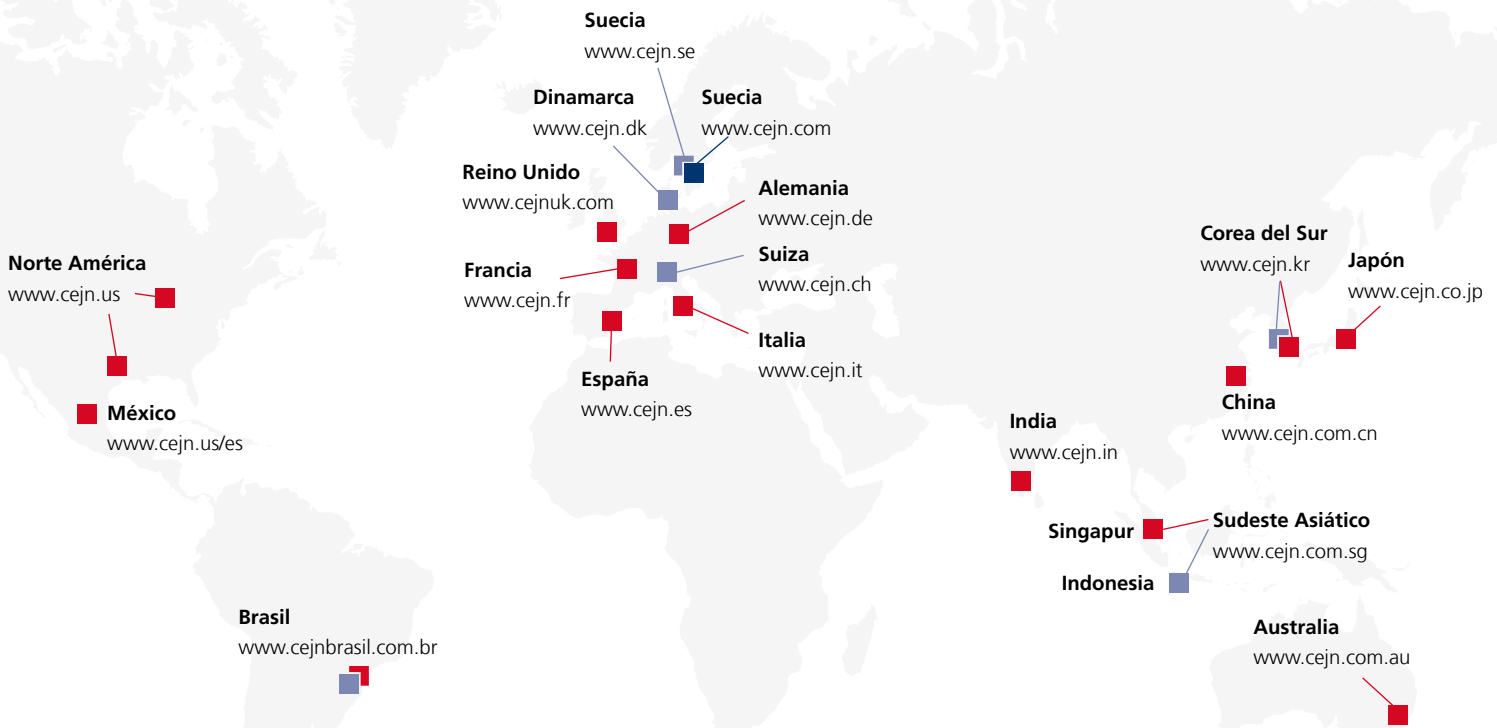 Suecia
www.cejn.se
Dinamarca
www.cejn.dk
Suecia
www.cejn.com
Reino Unido
www.cejnuk.com
Alemania
www.cejn.de
Francia
www.cejn.fr
Suiza
www.cejn.ch
Italia
www.cejn.it
España
www.cejn.es
Norte América
www.cejn.us
México
www.cejn.us/es
Brasil
www.cejnbrasil.com.br
Corea del Sur
www.cejn.kr
Japón
www.cejn.co.jp
China
www.cejn.com.cn
India
www.cejn.in
Singapur
Sudeste Asiático
www.cejn.com.sg
Indonesia
Australia
www.cejn.com.au